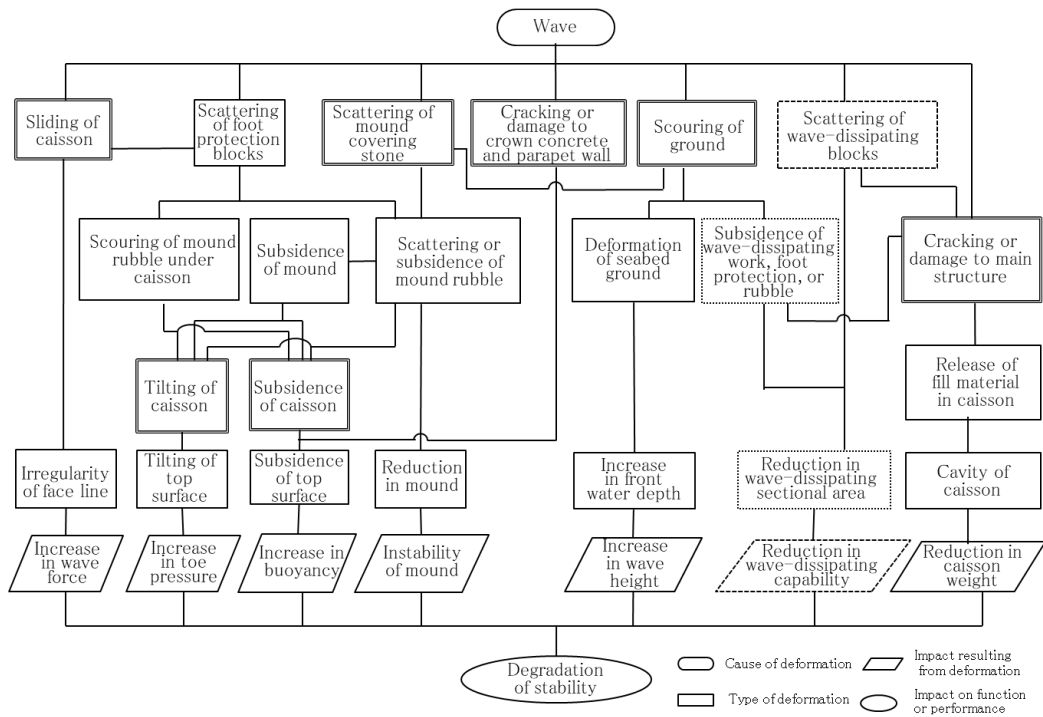 Wave
Sliding of
caisson
Scattering
of foot
protection
blocks
Scattering of
mound
covering
stone
Cracking or
damage to
crown concrete
and parapet wall
Scouring of
ground
Scattering of
wave-dissipating
blocks
Scouring of mound
rubble under
caisson
Subsidence
of mound
Scattering or
subsidence of
mound rubble
Deformation
of seabed
ground
Subsidence of
wave-dissipating
work, foot
protection, or
rubble
Cracking or
damage to main
structure
Tilting of
caisson
Subsidence
of caisson
Release of
fill material
in caisson
Irregularity
of face line
Tilting of
top
surface
Subsidence
of top
surface
Reduction
in mound
Increase
in front
water depth
Reduction in
wave-dissipating
sectional area
Cavity of
caisson
Increase
in wave
force
Increase
in toe
pressure
Increase in
buoyancy
Instability
of mound
Increase
in wave
height
Reduction in
wave-dissipating
capability
Reduction in
caisson
weight
Degradation
of stability
Cause of deformation
Impact resulting
from deformation
Type of deformation
Impact on function
or performance